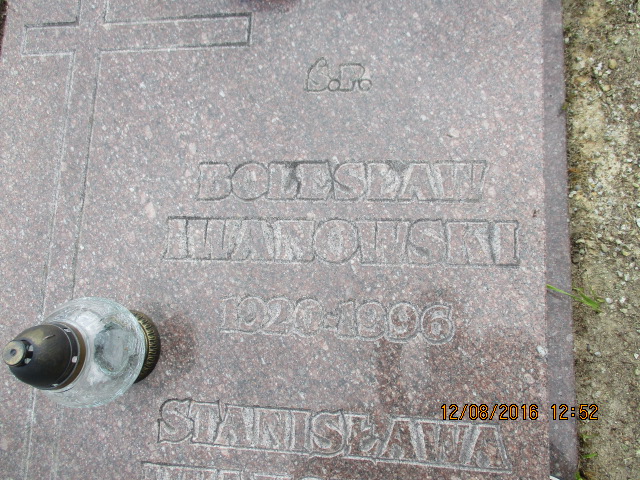 Ś.P.
BOLESŁAW
IWANOWSKI
1920-1996
STANISŁAWA
12/08/2016 12:52